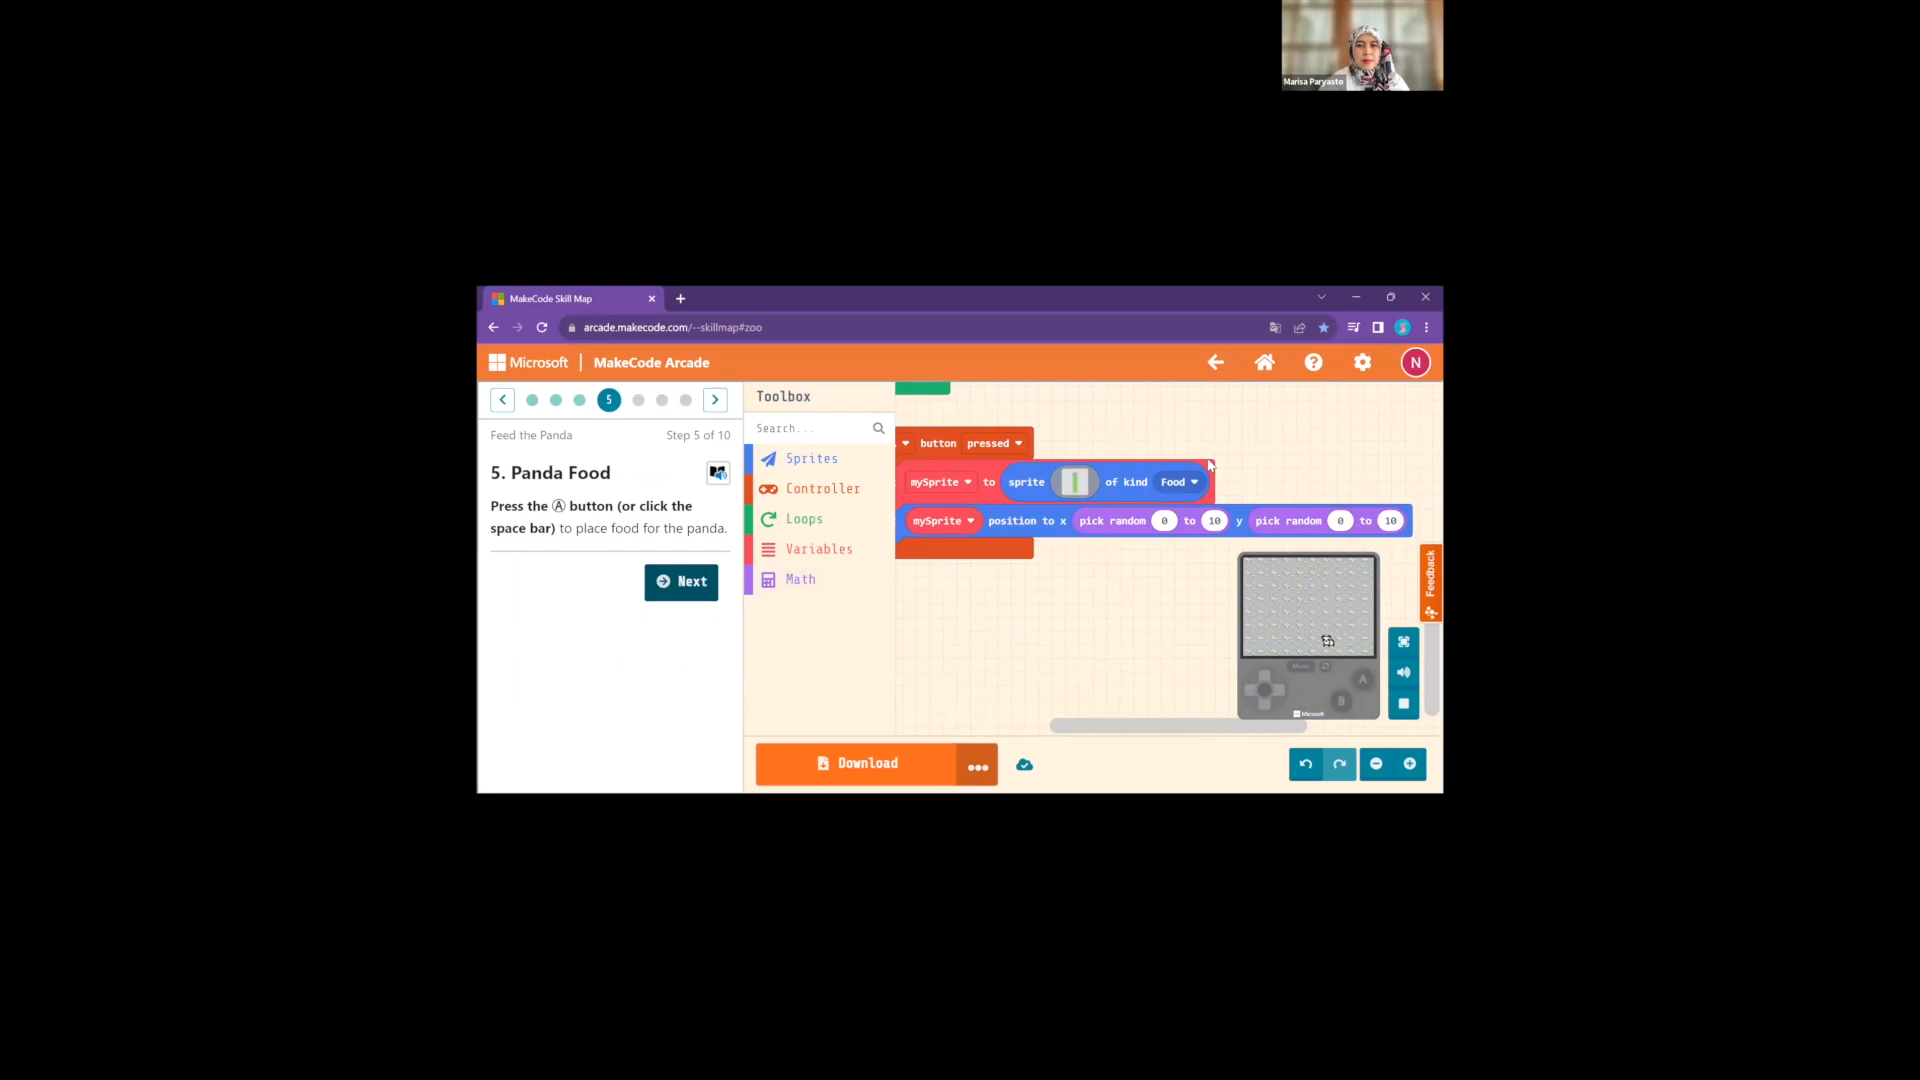 Marisa Paryasto
MakeCode Skill Map
arcade.makecode.com/--skillmap#zoo
Microsoft | MakeCode Arcade
N
5
Feed the Panda Step 5 of 10
5. Panda Food
Press the Ⓐ button (or click the
space bar) to place food for the panda.
Next
Toolbox
Search...
Sprites
Controller
Loops
Variables
Math
button pressed
mySprite to sprite of kind Food
mySprite position to x pick random 0 to 10 y pick random 0 to 10
Feedback
Menu
A
B
Microsoft
Download